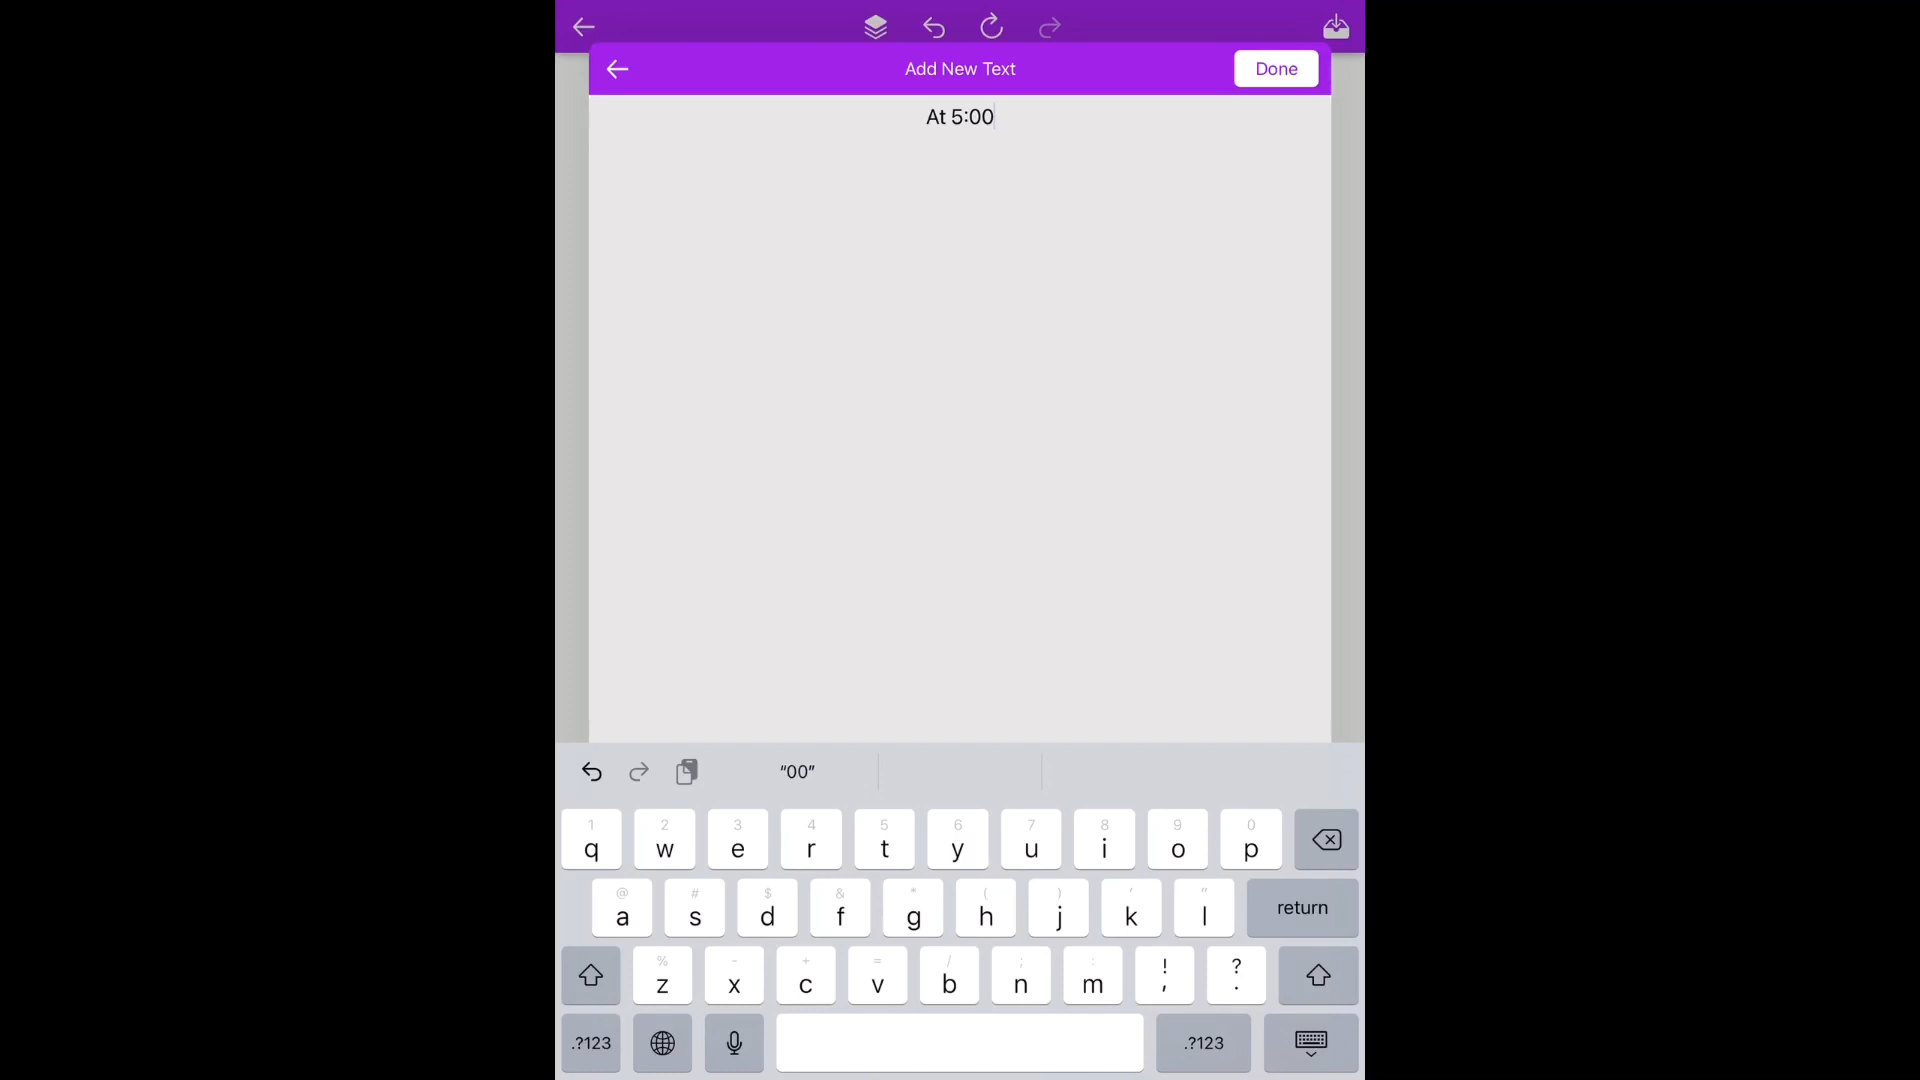 Add New Text
Done
At 5:00
“00”
1 2 3 4 5 6 7 8 9 0
q w e r t y u i o p
@ # $ & * ( ) ' "
a s d f g h j k l return
% - + = / ; : ! ?
z x c v b n m , .
.?123 .?123